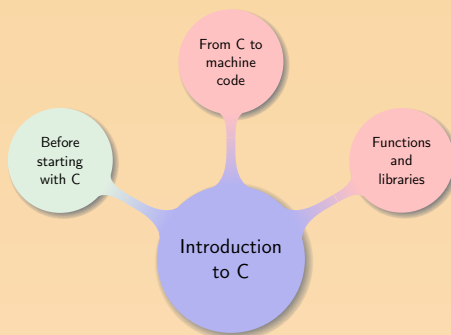 From C to
machine
code
Before
starting
with C
Functions
and
libraries
Introduction
to C